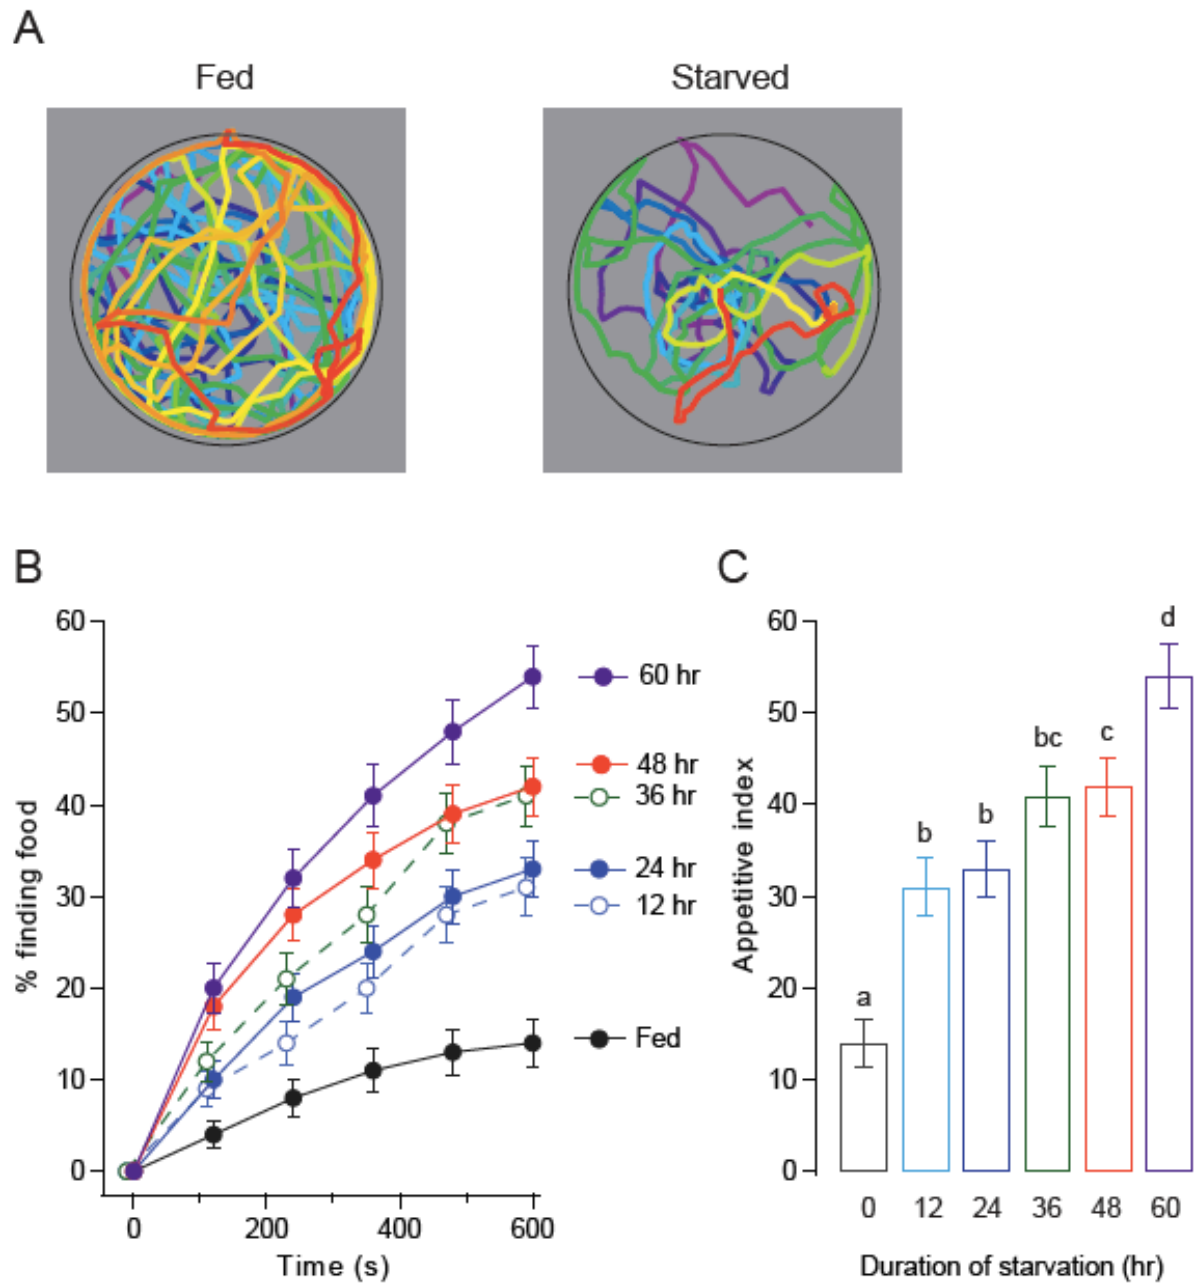 A
Fed
Starved
B
60
50
40
30
20
10
0
% finding food
0
200
400
600
Time (s)
60 hr
48 hr
36 hr
24 hr
12 hr
Fed
C
60
50
40
30
20
10
0
Appetitive index
a
b
b
bc
c
d
0 12 24 36 48 60
Duration of starvation (hr)